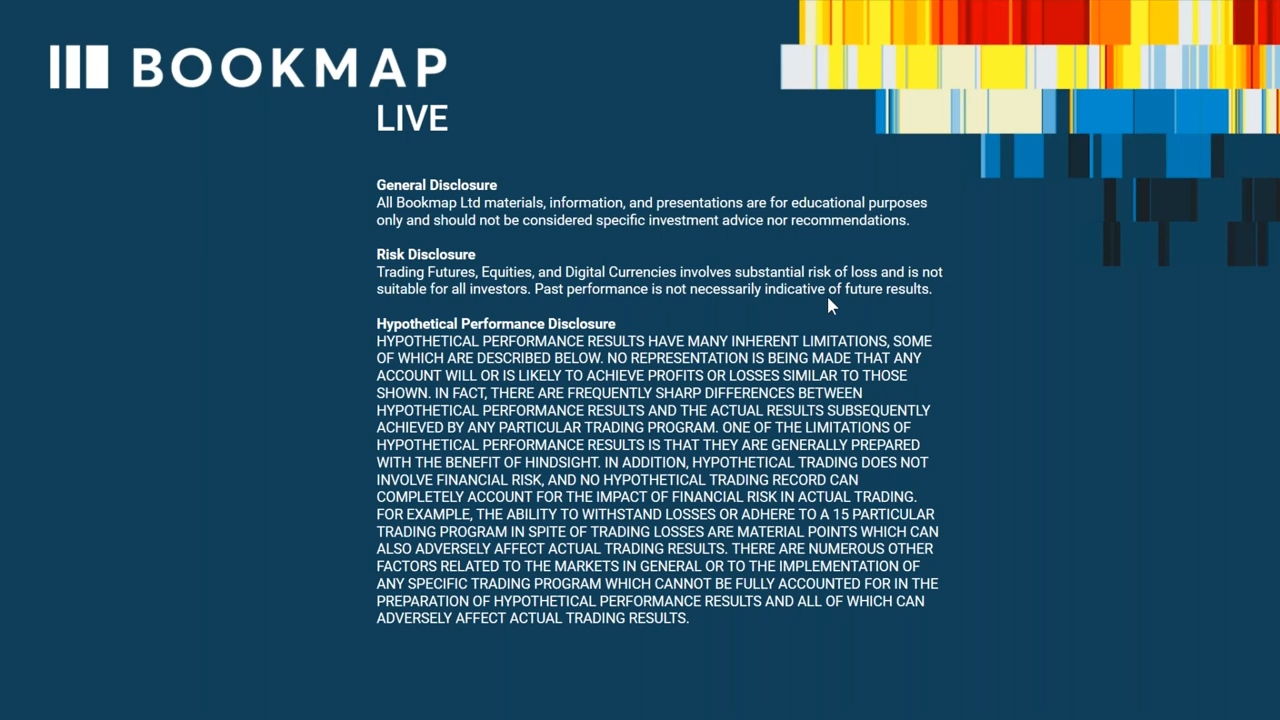 BOOKMAP
LIVE
General Disclosure
All Bookmap Ltd materials, information, and presentations are for educational purposes
only and should not be considered specific investment advice nor recommendations.
Risk Disclosure
Trading Futures, Equities, and Digital Currencies involves substantial risk of loss and is not
suitable for all investors. Past performance is not necessarily indicative of future results.
Hypothetical Performance Disclosure
HYPOTHETICAL PERFORMANCE RESULTS HAVE MANY INHERENT LIMITATIONS, SOME
OF WHICH ARE DESCRIBED BELOW. NO REPRESENTATION IS BEING MADE THAT ANY
ACCOUNT WILL OR IS LIKELY TO ACHIEVE PROFITS OR LOSSES SIMILAR TO THOSE
SHOWN. IN FACT, THERE ARE FREQUENTLY SHARP DIFFERENCES BETWEEN
HYPOTHETICAL PERFORMANCE RESULTS AND THE ACTUAL RESULTS SUBSEQUENTLY
ACHIEVED BY ANY PARTICULAR TRADING PROGRAM. ONE OF THE LIMITATIONS OF
HYPOTHETICAL PERFORMANCE RESULTS IS THAT THEY ARE GENERALLY PREPARED
WITH THE BENEFIT OF HINDSIGHT. IN ADDITION, HYPOTHETICAL TRADING DOES NOT
INVOLVE FINANCIAL RISK, AND NO HYPOTHETICAL TRADING RECORD CAN
COMPLETELY ACCOUNT FOR THE IMPACT OF FINANCIAL RISK IN ACTUAL TRADING.
FOR EXAMPLE, THE ABILITY TO WITHSTAND LOSSES OR ADHERE TO A 15 PARTICULAR
TRADING PROGRAM IN SPITE OF TRADING LOSSES ARE MATERIAL POINTS WHICH CAN
ALSO ADVERSELY AFFECT ACTUAL TRADING RESULTS. THERE ARE NUMEROUS OTHER
FACTORS RELATED TO THE MARKETS IN GENERAL OR TO THE IMPLEMENTATION OF
ANY SPECIFIC TRADING PROGRAM WHICH CANNOT BE FULLY ACCOUNTED FOR IN THE
PREPARATION OF HYPOTHETICAL PERFORMANCE RESULTS AND ALL OF WHICH CAN
ADVERSELY AFFECT ACTUAL TRADING RESULTS.